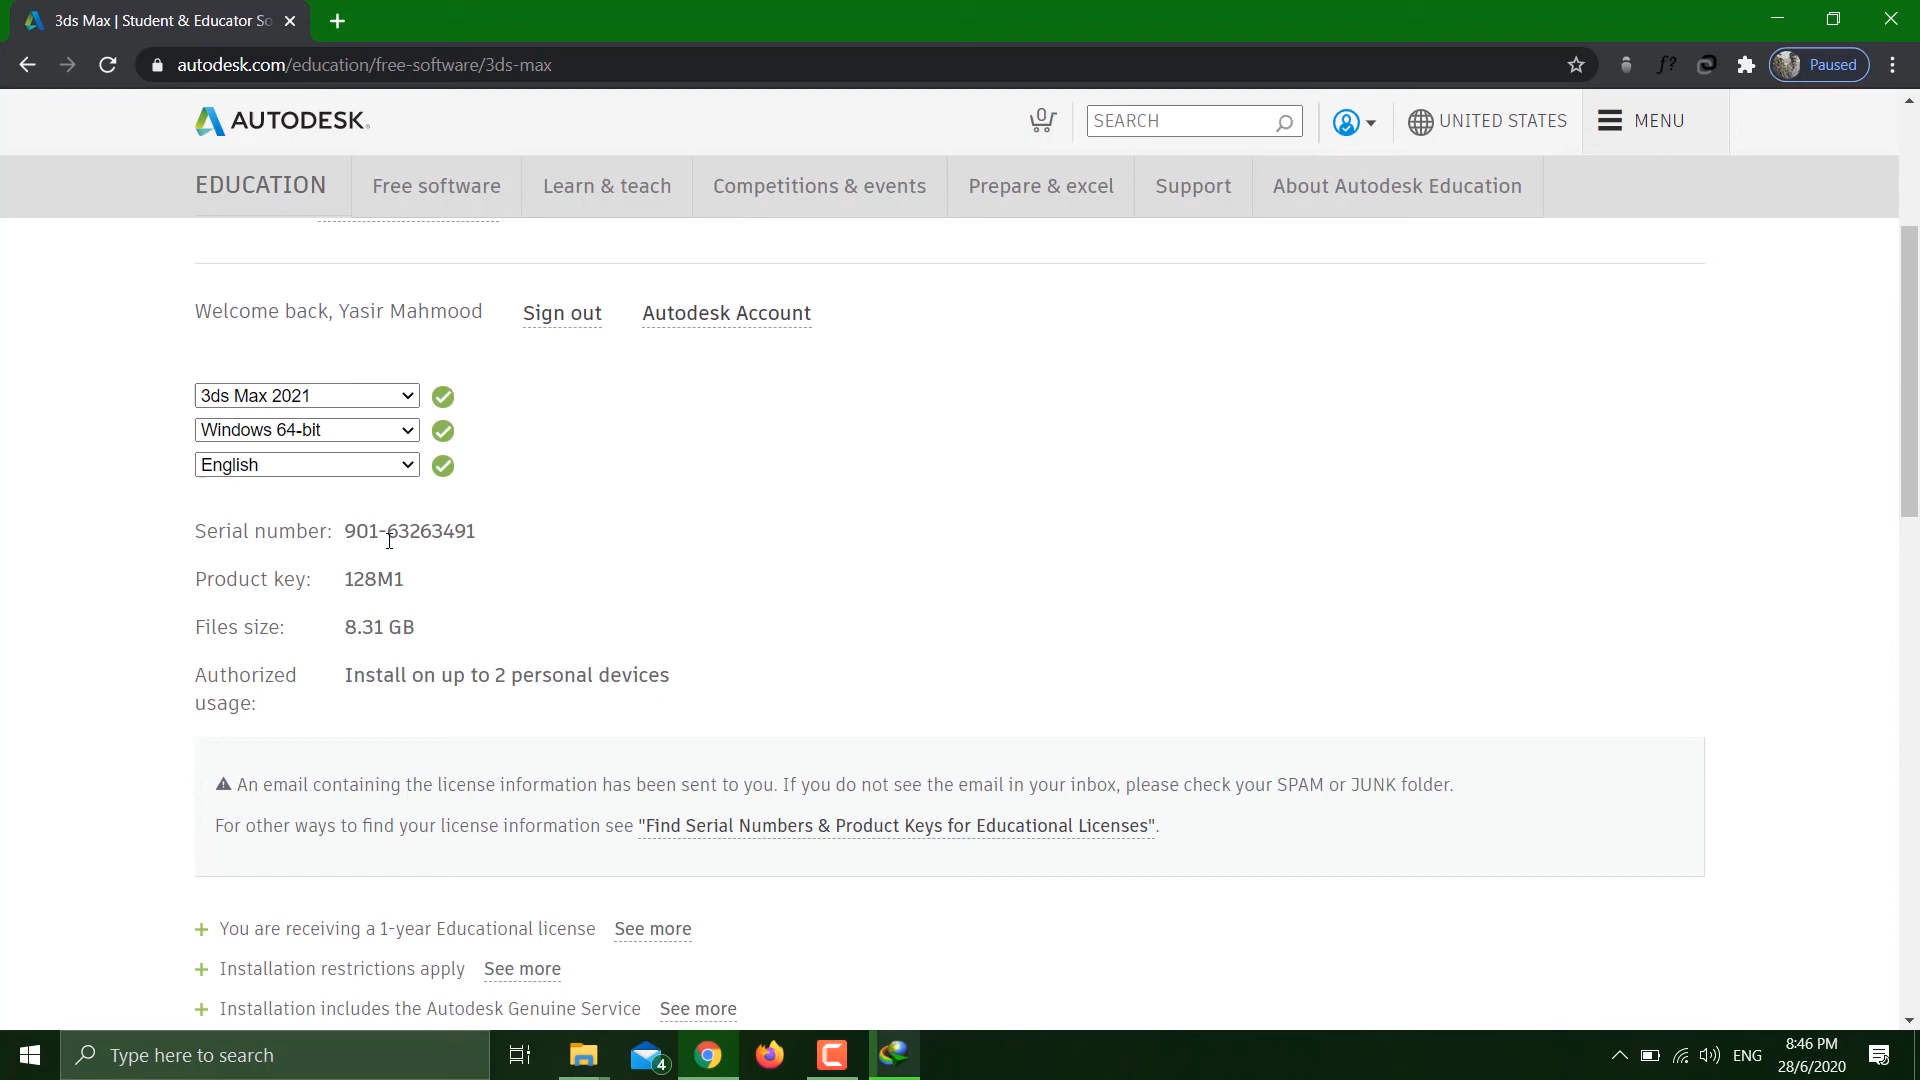 3ds Max | Student & Educator So
autodesk.com/education/free-software/3ds-max
f?
Paused
AUTODESK.
0
SEARCH
UNITED STATES
MENU
EDUCATION
Free software
Learn & teach
Competitions & events
Prepare & excel
Support
About Autodesk Education
Welcome back, Yasir Mahmood
Sign out
Autodesk Account
3ds Max 2021
Windows 64-bit
English
Serial number: 901-63263491
Product key: 128M1
Files size: 8.31 GB
Authorized usage: Install on up to 2 personal devices
An email containing the license information has been sent to you. If you do not see the email in your inbox, please check your SPAM or JUNK folder.
For other ways to find your license information see "Find Serial Numbers & Product Keys for Educational Licenses".
+ You are receiving a 1-year Educational license See more
+ Installation restrictions apply See more
+ Installation includes the Autodesk Genuine Service See more
Type here to search
4
ENG
8:46 PM
28/6/2020